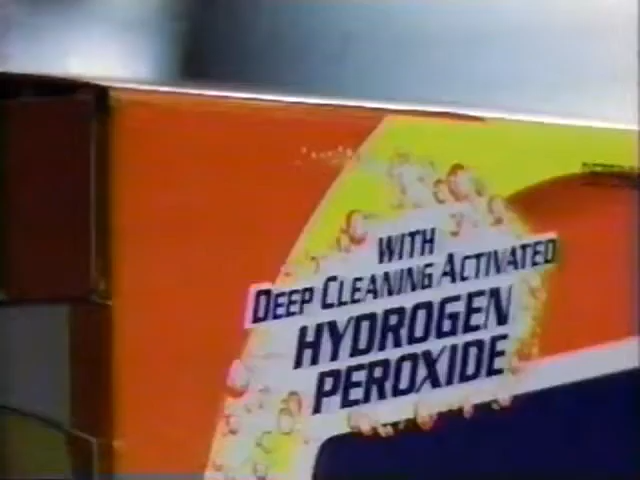 WITH
DEEP CLEANING ACTIVATED
HYDROGEN
PEROXIDE